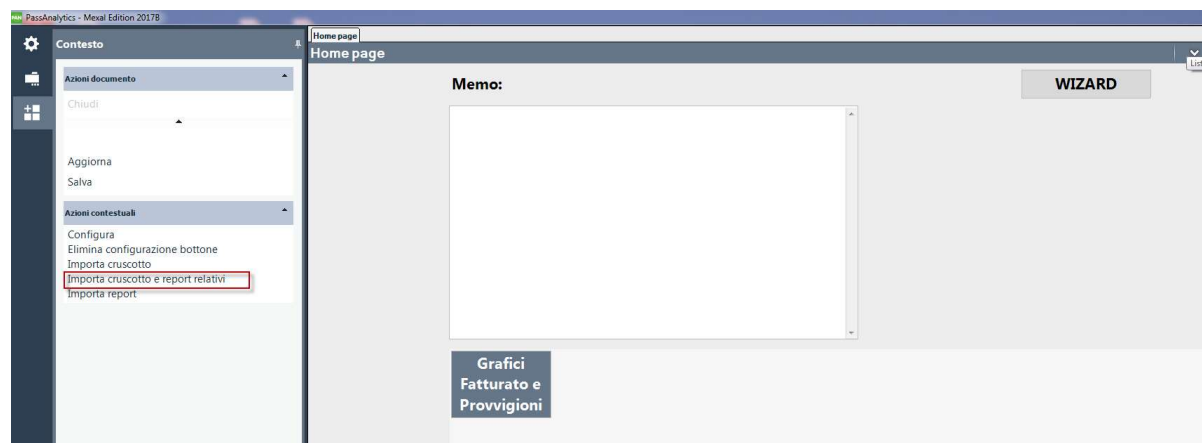 PassAnalytics - Mexal Edition 2017B
Contesto
Home page
Home page
List
Azioni documento
Chiudi
Aggiorna
Salva
Azioni contestuali
Configura
Elimina configurazione bottone
Importa cruscotto
Importa cruscotto e report relativi
Importa report
Memo:
WIZARD
Grafici
Fatturato e
Provvigioni